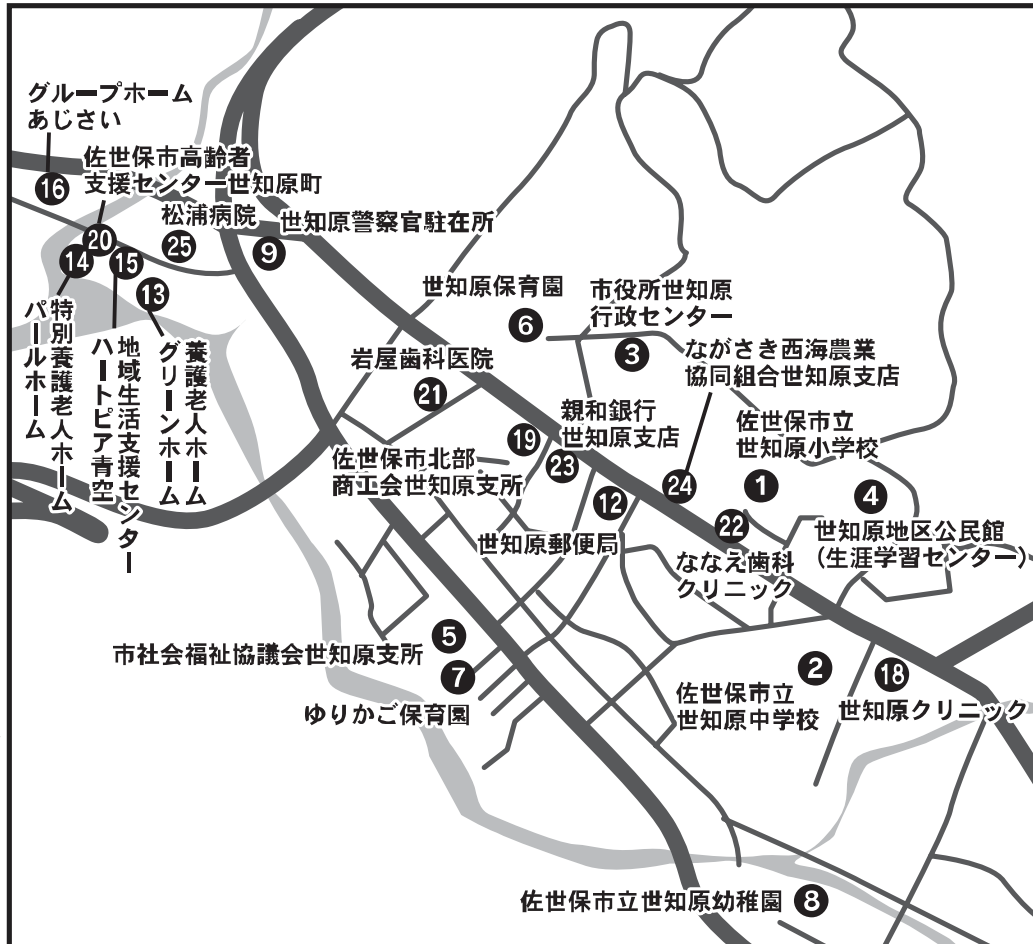 グループホーム
あじさい
16
佐世保市高齢者
支援センター世知原町
20
14
15
13
松浦病院
25
世知原警察官駐在所
9
特別養護老人ホーム
パールホーム
地域生活支援センター
ハートピア青空
養護老人ホーム
グリーンホーム
世知原保育園
6
市役所世知原
行政センター
3
岩屋歯科医院
21
ながさき西海農業
協同組合世知原支店
24
親和銀行
世知原支店
19
23
佐世保市立
世知原小学校
1
佐世保市北部
商工会世知原支所
12
世知原郵便局
4
世知原地区公民館
(生涯学習センター)
22
ななえ歯科
クリニック
5
市社会福祉協議会世知原支所
7
ゆりかご保育園
2
佐世保市立
世知原中学校
18
世知原クリニック
佐世保市立世知原幼稚園
8